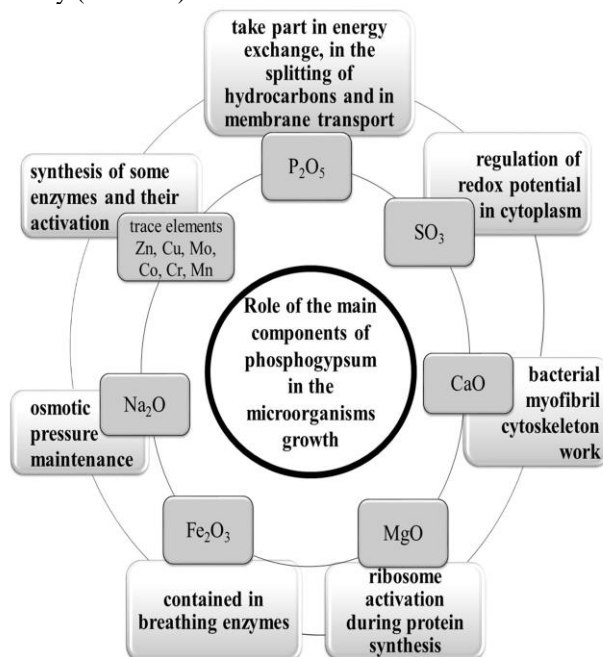 take part in energy
exchange, in the
splitting of
hydrocarbons and in
membrane transport
P₂O₅
regulation of
redox potential
in cytoplasm
SO₃
synthesis of some
enzymes and their
activation
trace elements
Zn, Cu, Mo,
Co, Cr, Mn
Role of the main
components of
phosphogypsum
in the
microorganisms
growth
CaO
bacterial
myofibril
cytoskeleton
work
Na₂O
osmotic
pressure
maintenance
Fe₂O₃
contained in
breathing enzymes
MgO
ribosome
activation
during protein
synthesis